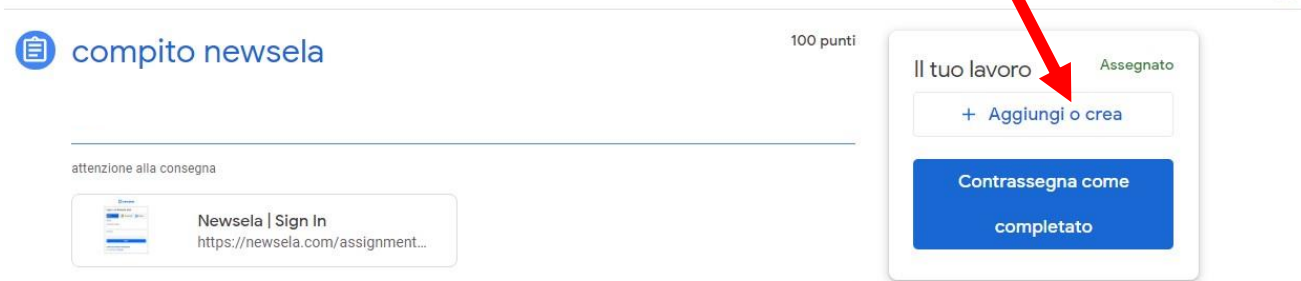 compito newsela
100 punti
Il tuo lavoro
Assegnato
+ Aggiungi o crea
attenzione alla consegna
Newsela | Sign In
https://newsela.com/assignment...
Contrassegna come
completato